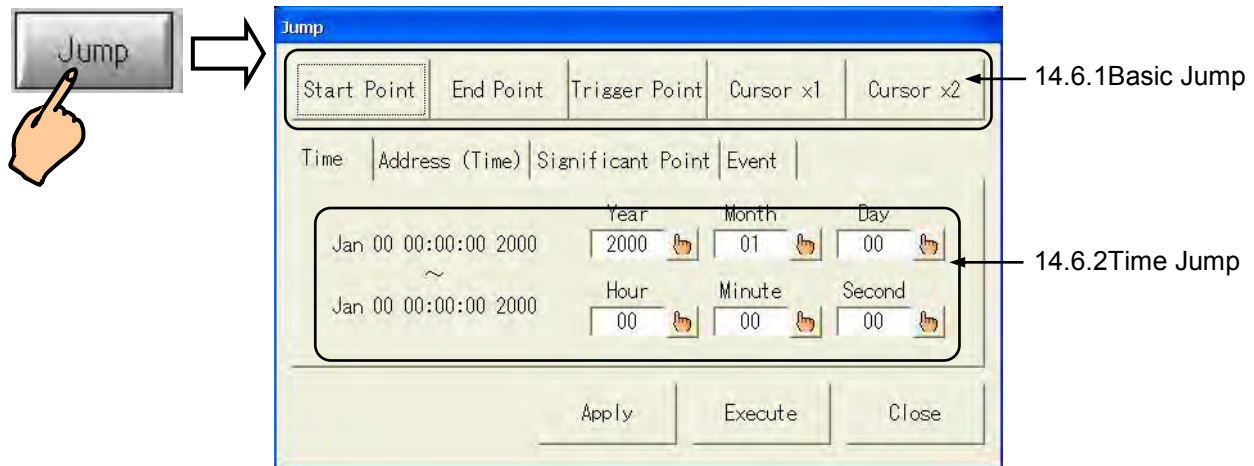 Jump
Jump
Start Point End Point Trigger Point Cursor x1 Cursor x2
14.6.1Basic Jump
Time Address (Time) Significant Point Event
Year Month Day
Jan 00 00:00:00 2000 2000 01 00
~
14.6.2Time Jump
Hour Minute Second
Jan 00 00:00:00 2000 00 00 00
Apply Execute Close